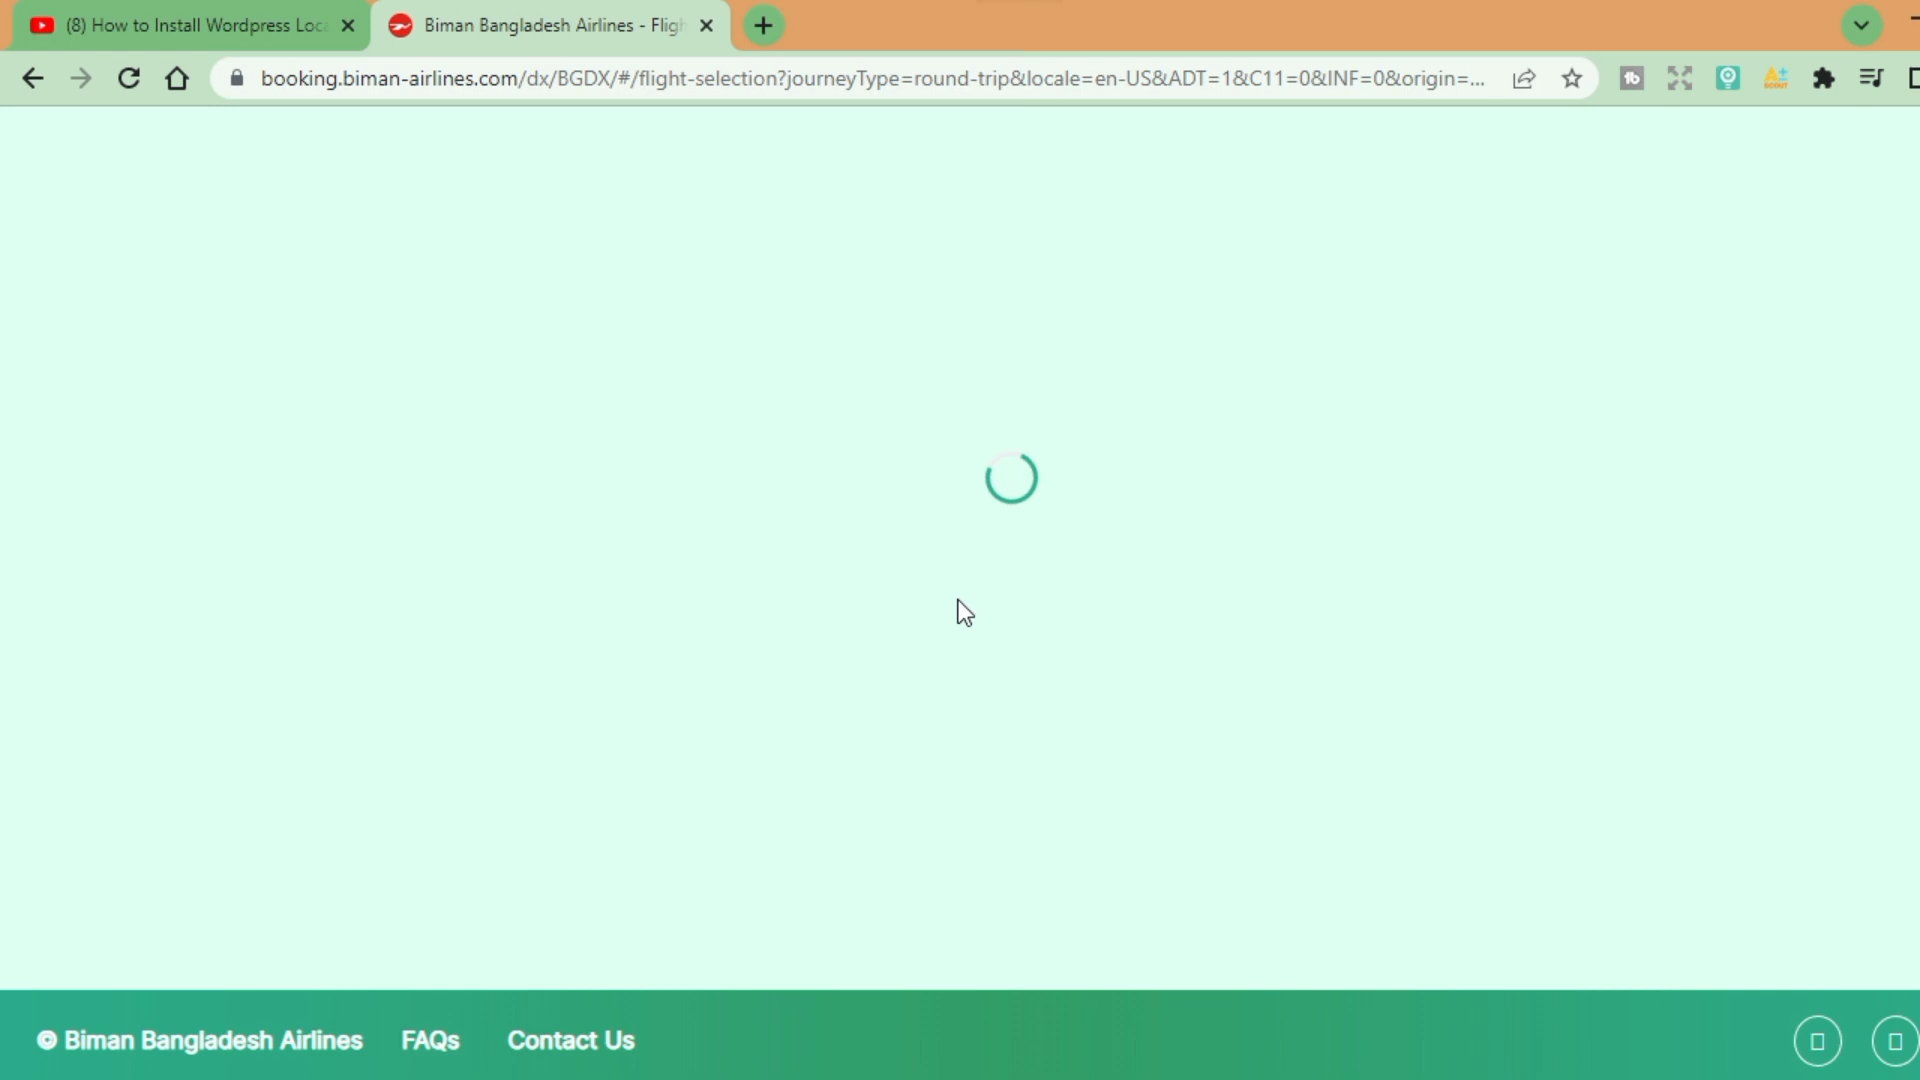 (8) How to Install Wordpress Loca
Biman Bangladesh Airlines - Fligh
booking.biman-airlines.com/dx/BGDX/#/flight-selection?journeyType=round-trip&locale=en-US&ADT=1&C11=0&INF=0&origin=...
© Biman Bangladesh Airlines FAQs Contact Us